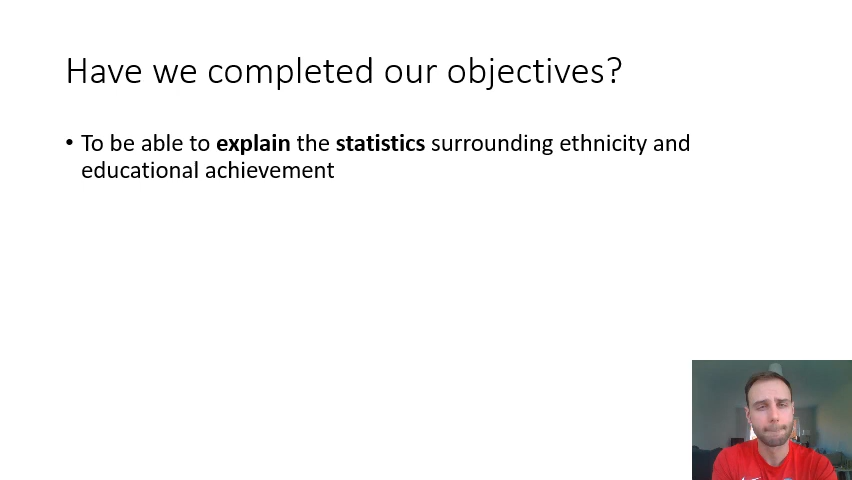 Have we completed our objectives?
• To be able to explain the statistics surrounding ethnicity and
educational achievement